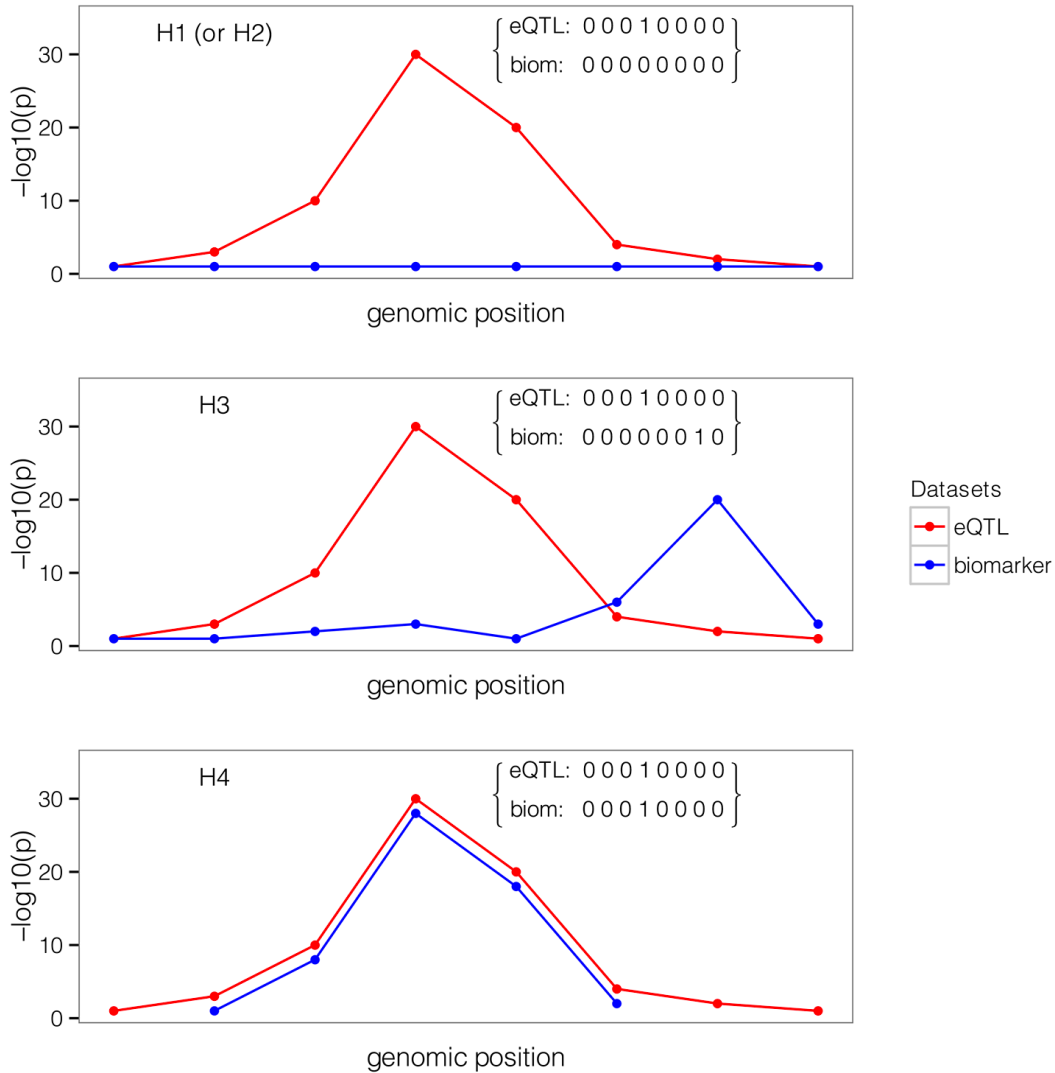 H1 (or H2)
eQTL: 0 0 0 1 0 0 0 0
biom: 0 0 0 0 0 0 0 0
30
20
10
0
−log10(p)
genomic position
H3
eQTL: 0 0 0 1 0 0 0 0
biom: 0 0 0 0 0 0 1 0
30
20
10
0
−log10(p)
genomic position
Datasets
eQTL
biomarker
H4
eQTL: 0 0 0 1 0 0 0 0
biom: 0 0 0 1 0 0 0 0
30
20
10
0
−log10(p)
genomic position